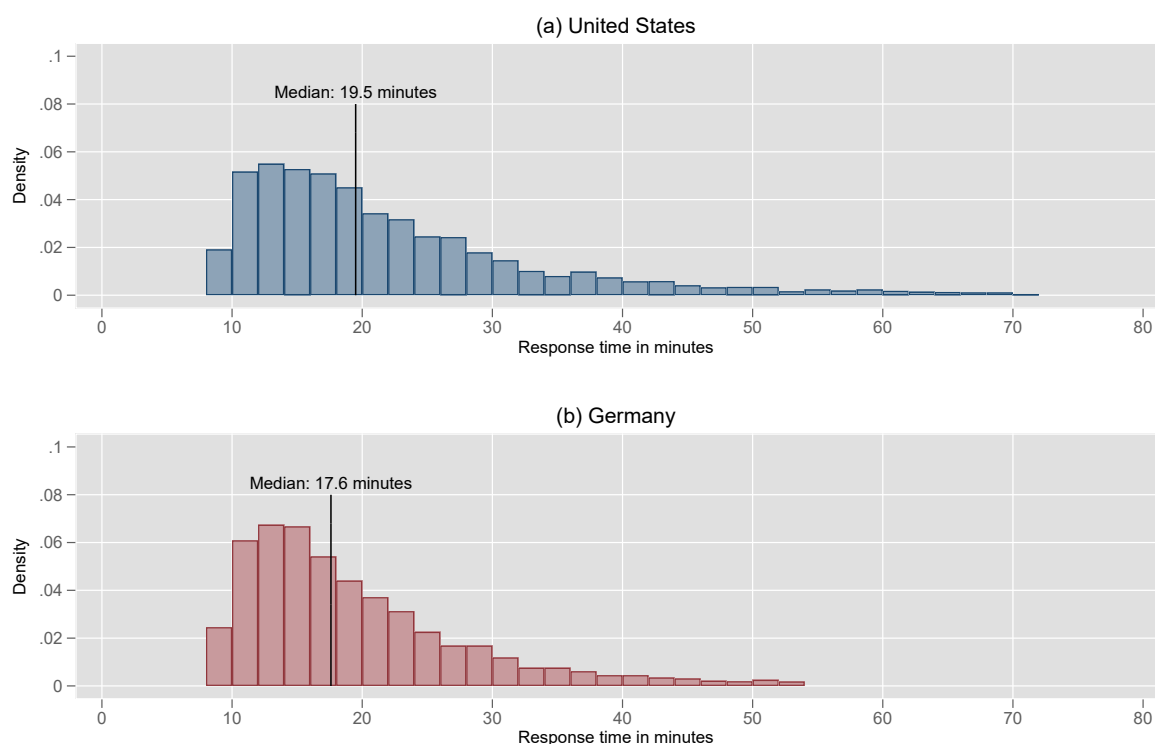 (a) United States
.1
Median: 19.5 minutes
.08
.06
Density
.04
.02
0
0 10 20 30 40 50 60 70 80
Response time in minutes
(b) Germany
.1
Median: 17.6 minutes
.08
.06
Density
.04
.02
0
0 10 20 30 40 50 60 70 80
Response time in minutes